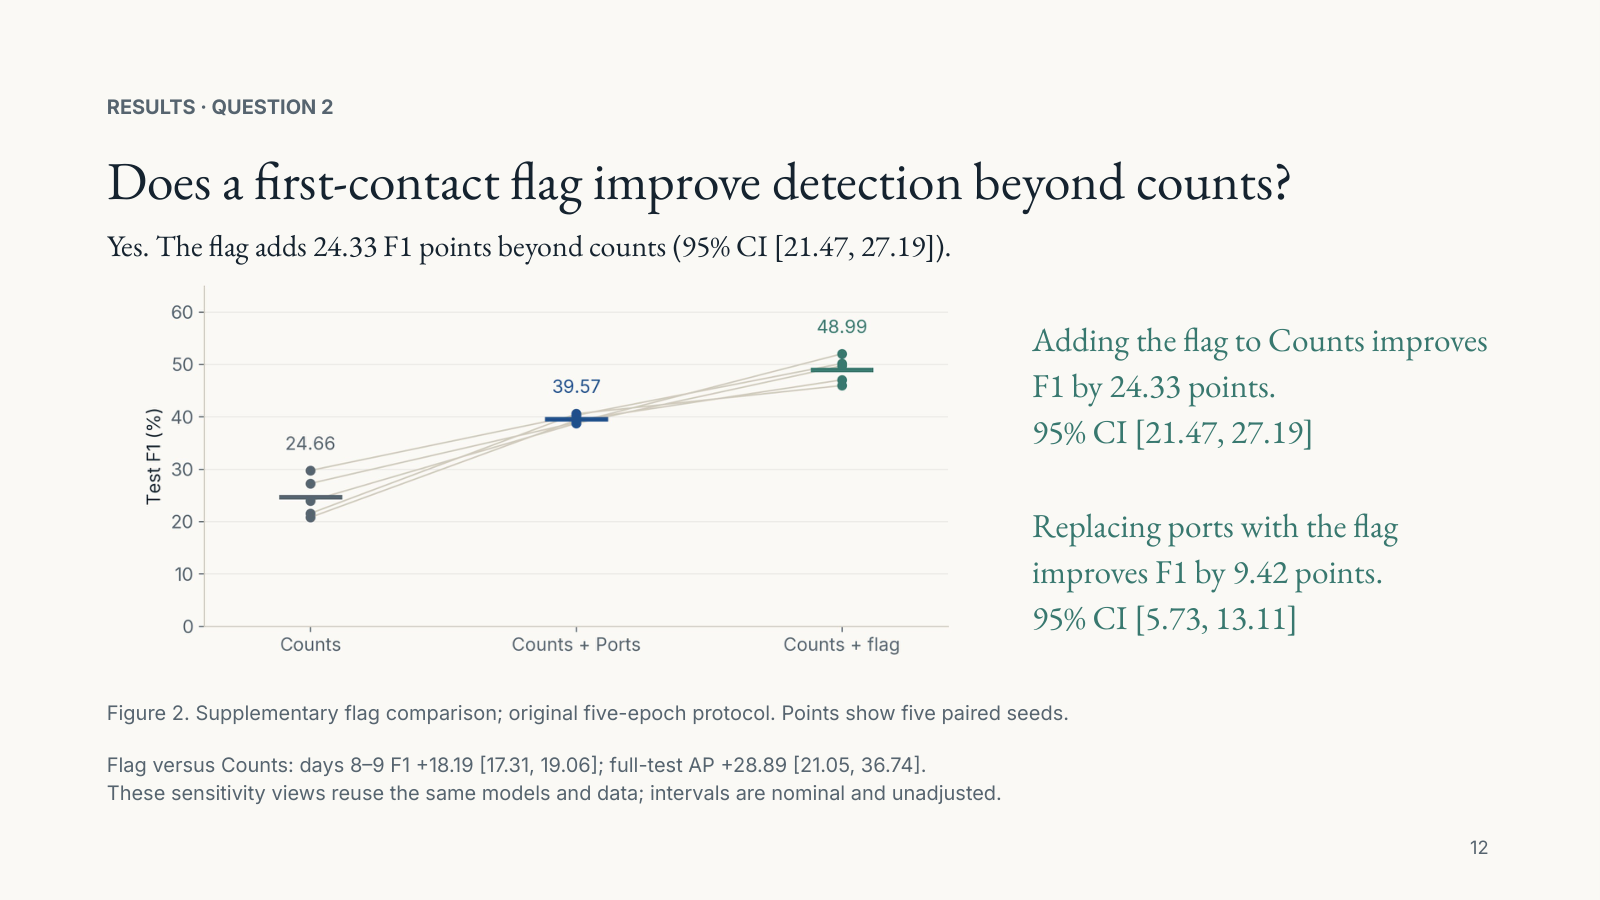 RESULTS · QUESTION 2
Does a first-contact flag improve detection beyond counts?
Yes. The flag adds 24.33 F1 points beyond counts (95% CI [21.47, 27.19]).
Test F1 (%)
60
50
40
30
20
10
0
24.66
39.57
48.99
Counts
Counts + Ports
Counts + flag
Adding the flag to Counts improves
F1 by 24.33 points.
95% CI [21.47, 27.19]
Replacing ports with the flag
improves F1 by 9.42 points.
95% CI [5.73, 13.11]
Figure 2. Supplementary flag comparison; original five-epoch protocol. Points show five paired seeds.
Flag versus Counts: days 8–9 F1 +18.19 [17.31, 19.06]; full-test AP +28.89 [21.05, 36.74].
These sensitivity views reuse the same models and data; intervals are nominal and unadjusted.
12